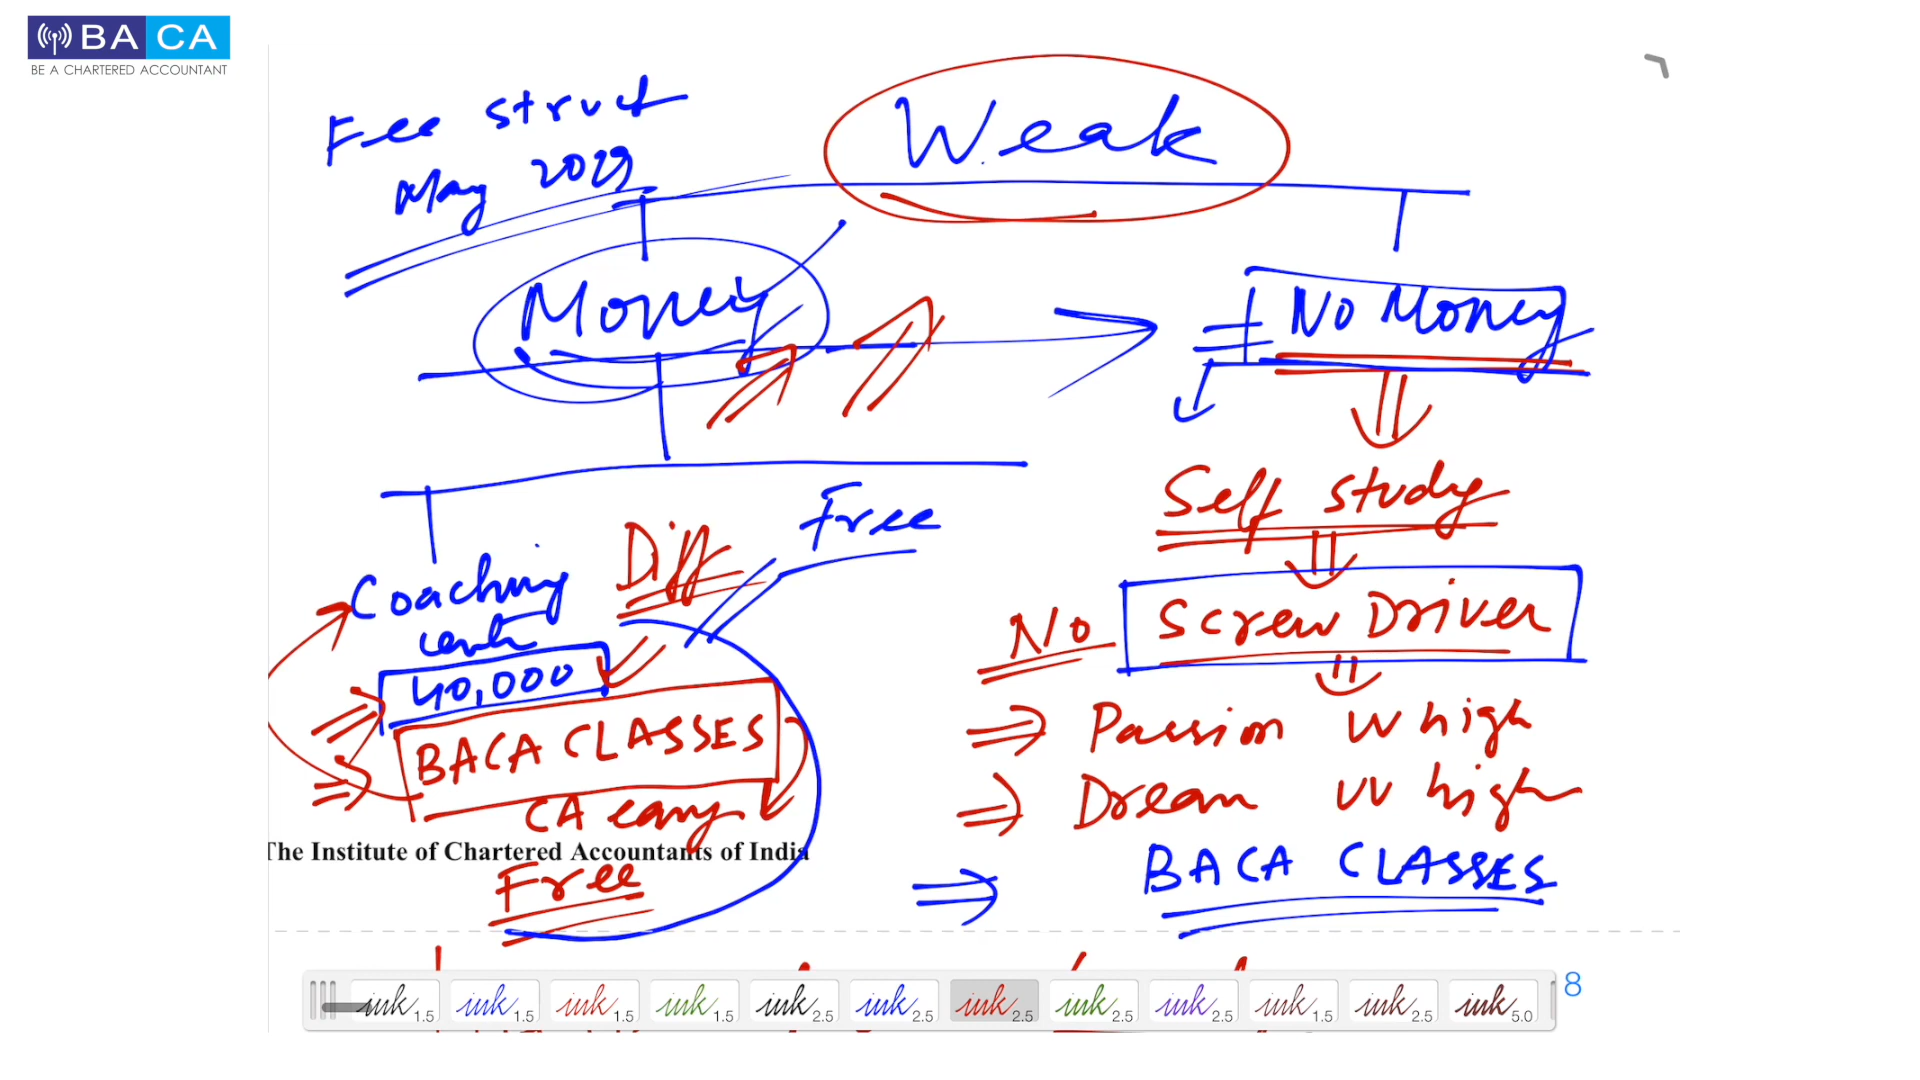 BA CA
BE A CHARTERED ACCOUNTANT
Fee struct
May 2029
Weak
Money
No Money
Free
Diff
Coaching
40,000
BACA CLASSES
CA easy
The Institute of Chartered Accountants of India
Free
Self study
No
Screw Driver
⇒ Passion
high
⇒ Dream
high
⇒ BACA CLASSES
ink 1.5 ink 1.5 ink 1.5 ink 1.5 ink 2.5 ink 2.5 ink 2.5 ink 2.5 ink 2.5 ink 1.5 ink 2.5 ink 5.0
8